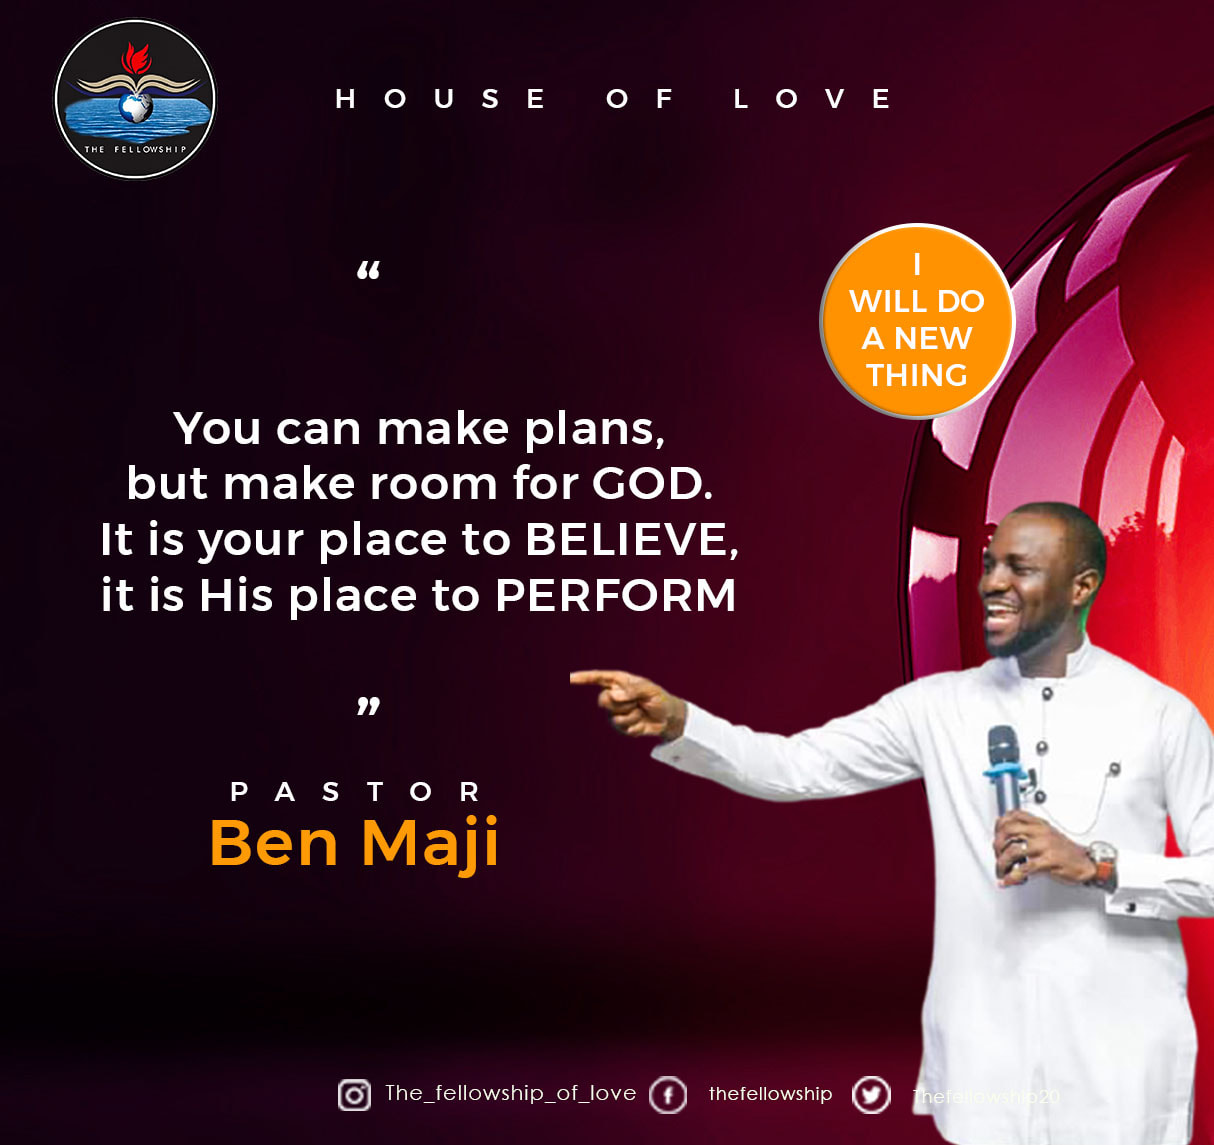 THE FELLOWSHIP
HOUSE OF LOVE
I
WILL DO
A NEW
THING
“
You can make plans,
but make room for GOD.
It is your place to BELIEVE,
it is His place to PERFORM
”
PASTOR
Ben Maji
The_fellowship_of_love thefellowship Thefellowship20